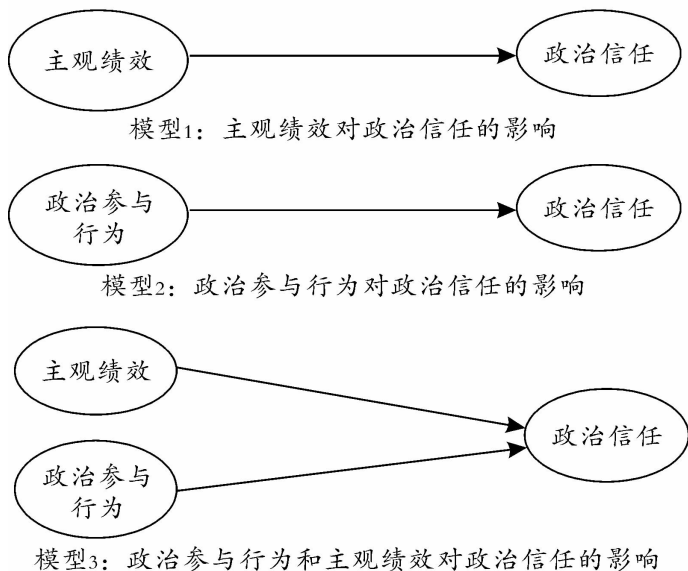 主观绩效
政治信任
模型1：主观绩效对政治信任的影响
政治参与
行为
政治信任
模型2：政治参与行为对政治信任的影响
主观绩效
政治信任
政治参与
行为
模型3：政治参与行为和主观绩效对政治信任的影响